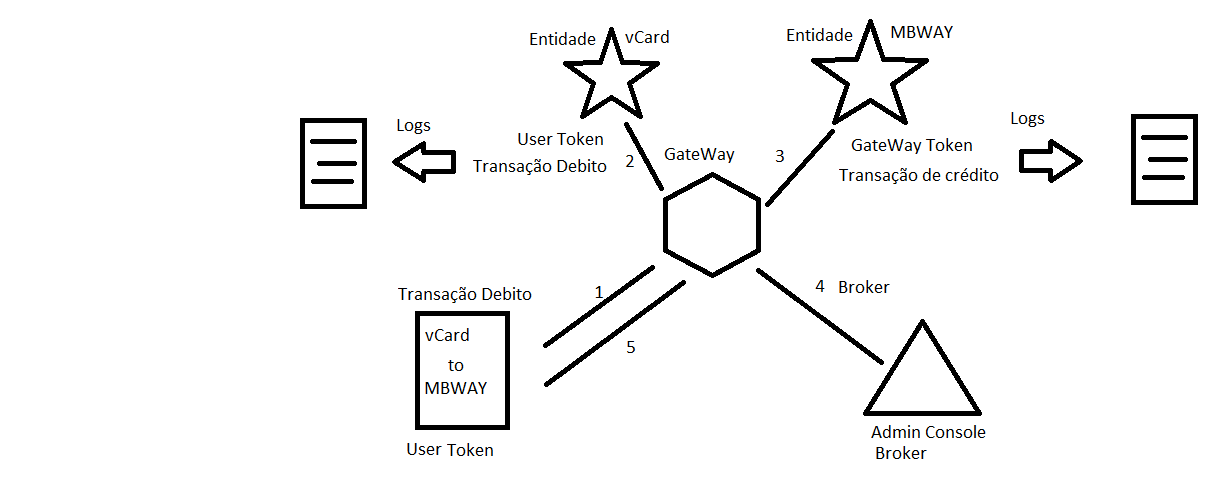 Entidade vCard
Entidade MBWAY
Logs
User Token
Transação Debito
2
GateWay
3
GateWay Token
Transação de crédito
Logs
Transação Debito
1
5
4 Broker
vCard
to
MBWAY
User Token
Admin Console
Broker